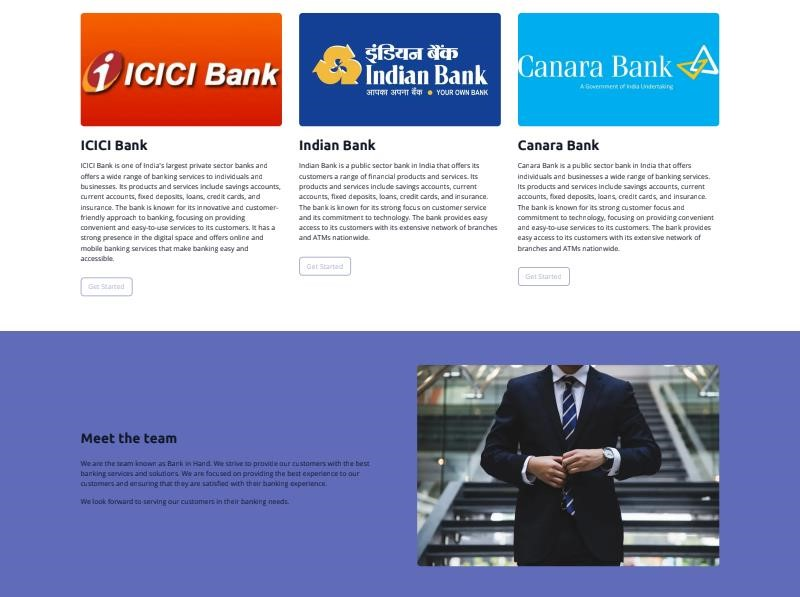 ICICI Bank
इंडियन बैंक
Indian Bank
आपका अपना बैंक ● YOUR OWN BANK
Canara Bank
A Government of India Undertaking
ICICI Bank
ICICI Bank is one of India's largest private sector banks and
offers a wide range of banking services to individuals and
businesses. Its products and services include savings accounts,
current accounts, fixed deposits, loans, credit cards, and
insurance. The bank is known for its innovative and customer-
friendly approach to banking, focusing on providing
convenient and easy-to-use services to its customers. It has a
strong presence in the digital space and offers online and
mobile banking services that make banking easy and
accessible.
Get Started
Indian Bank
Indian Bank is a public sector bank in India that offers its
customers a range of financial products and services. Its
products and services include savings accounts, current
accounts, fixed deposits, loans, credit cards, and insurance.
The bank is known for its strong focus on customer service
and its commitment to technology. The bank provides easy
access to its customers with its extensive network of branches
and ATMs nationwide.
Get Started
Canara Bank
Canara Bank is a public sector bank in India that offers
individuals and businesses a wide range of banking services.
Its products and services include savings accounts, current
accounts, fixed deposits, loans, credit cards, and insurance.
The bank is known for its strong customer focus and
commitment to technology, focusing on providing convenient
and easy-to-use services to its customers. The bank provides
easy access to its customers with its extensive network of
branches and ATMs nationwide.
Get Started
Meet the team
We are the team known as Bank in Hand. We strive to provide our customers with the best
banking services and solutions. We are focused on providing the best experience to our
customers and ensuring that they are satisfied with their banking experience.
We look forward to serving our customers in their banking needs.